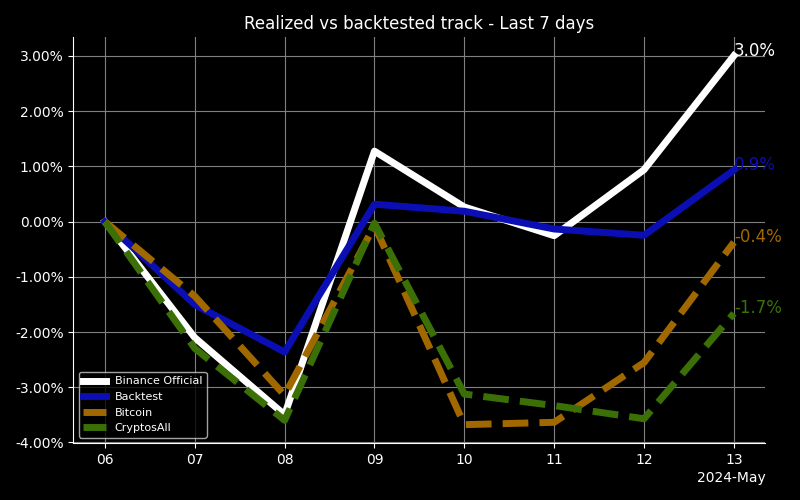 Realized vs backtested track - Last 7 days
3.00%
2.00%
1.00%
0.00%
-1.00%
-2.00%
-3.00%
-4.00%
3.0%
0.9%
-0.4%
-1.7%
Binance Official
Backtest
Bitcoin
CryptosAll
06 07 08 09 10 11 12 13
2024-May